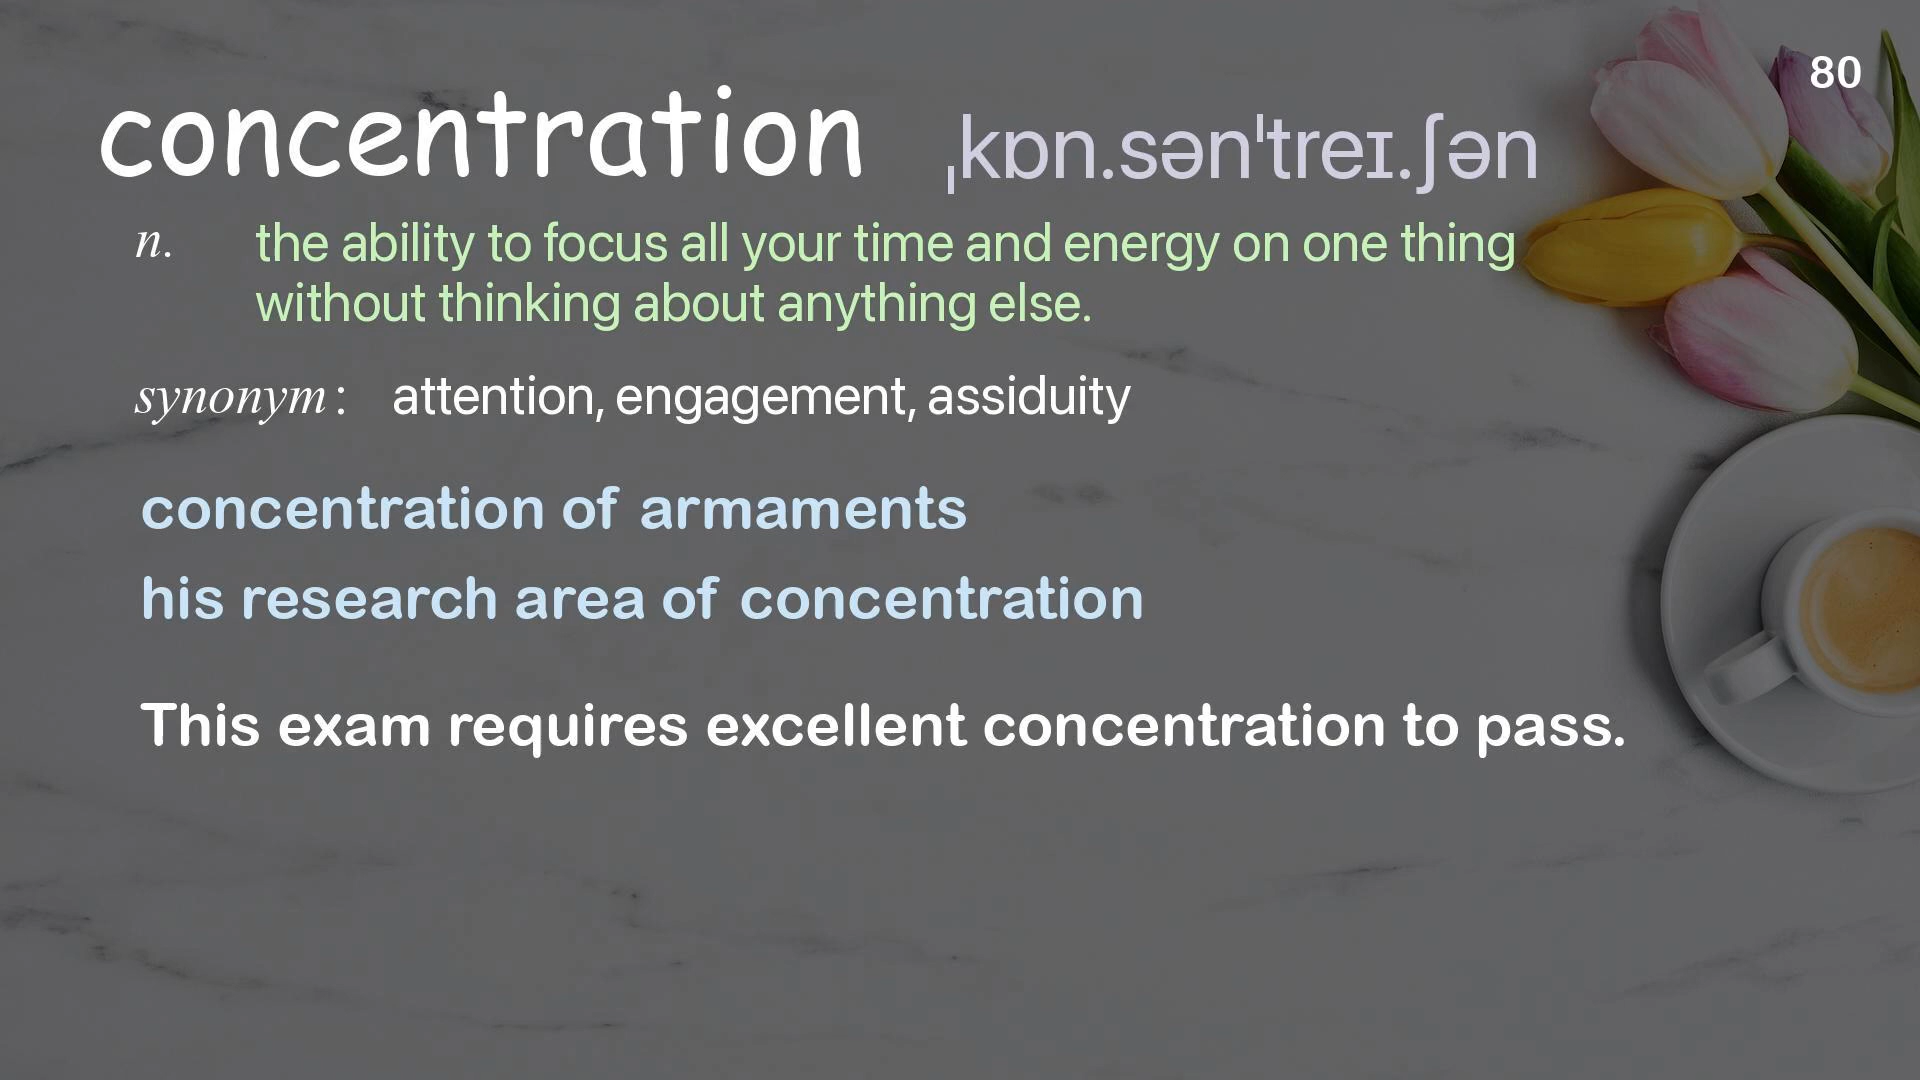 80
concentration ˌkɒn.sənˈtreɪ.ʃən
n. the ability to focus all your time and energy on one thing
without thinking about anything else.
synonym: attention, engagement, assiduity
concentration of armaments
his research area of concentration
This exam requires excellent concentration to pass.